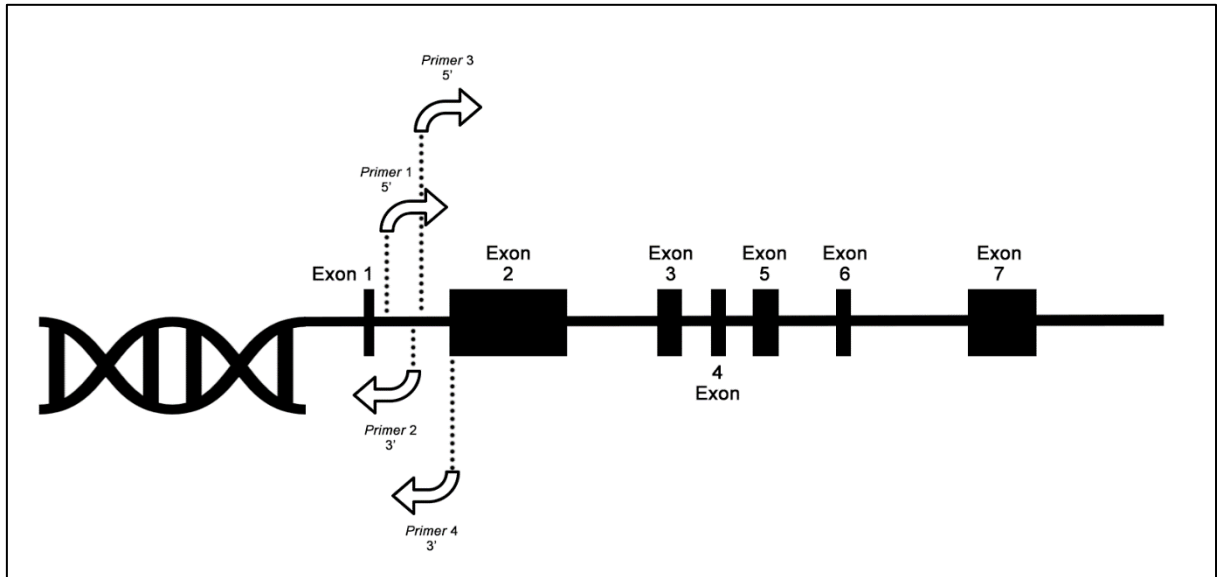 Primer 3
5’
Primer 1
5’
Exon 1
Exon
2
Exon
3
Exon
5
Exon
6
Exon
7
4
Exon
Primer 2
3’
Primer 4
3’